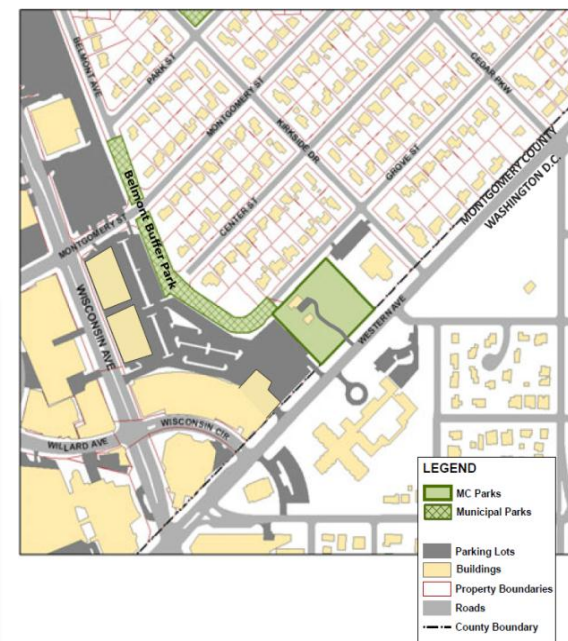 BELMONT AVE
PARK ST
MONTGOMERY ST
CEDAR PKW
KIRKSIDE DR
GROVE ST
MONTGOMERY COUNTY
WASHINGTON D.C.
Belmont Buffer Park
CENTER ST
MONTGOMERY ST
WISCONSIN AVE
WESTERN AVE
WISCONSIN CIR
WILLARD AVE
LEGEND
MC Parks
Municipal Parks
Parking Lots
Buildings
Property Boundaries
Roads
County Boundary